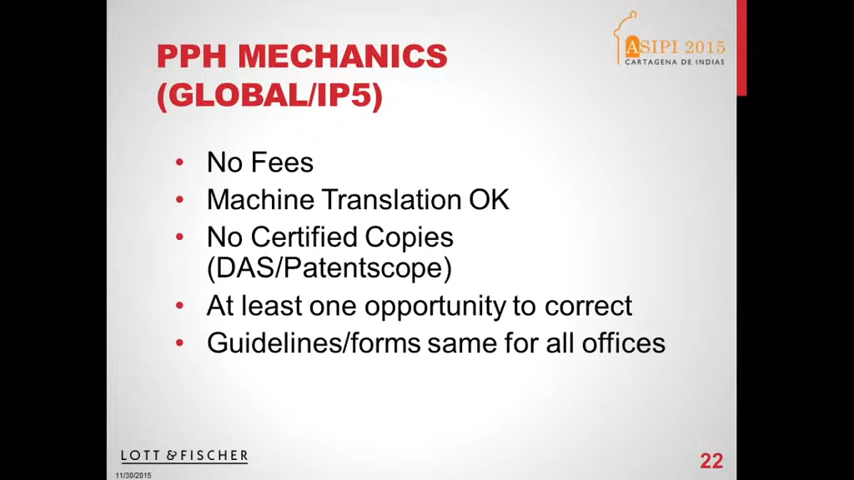 ASIPI 2015
CARTAGENA DE INDIAS
PPH MECHANICS
(GLOBAL/IP5)
• No Fees
• Machine Translation OK
• No Certified Copies
(DAS/Patentscope)
• At least one opportunity to correct
• Guidelines/forms same for all offices
LOTT & FISCHER
11/30/2015
22